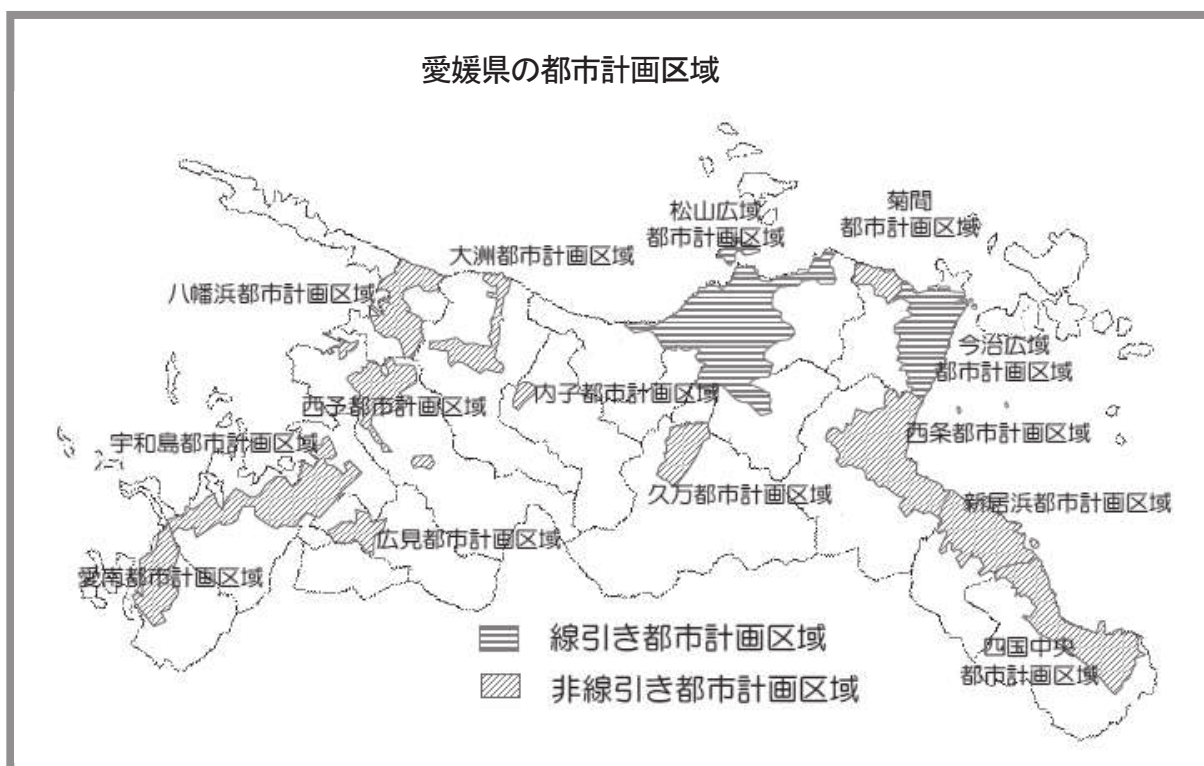 愛媛県の都市計画区域
松山広域
都市計画区域
菊間
都市計画区域
大洲都市計画区域
八幡浜都市計画区域
今治広域
都市計画区域
西予都市計画区域
内子都市計画区域
西条都市計画区域
宇和島都市計画区域
久万都市計画区域
新居浜都市計画区域
広見都市計画区域
愛南都市計画区域
線引き都市計画区域
四国中央
都市計画区域
非線引き都市計画区域